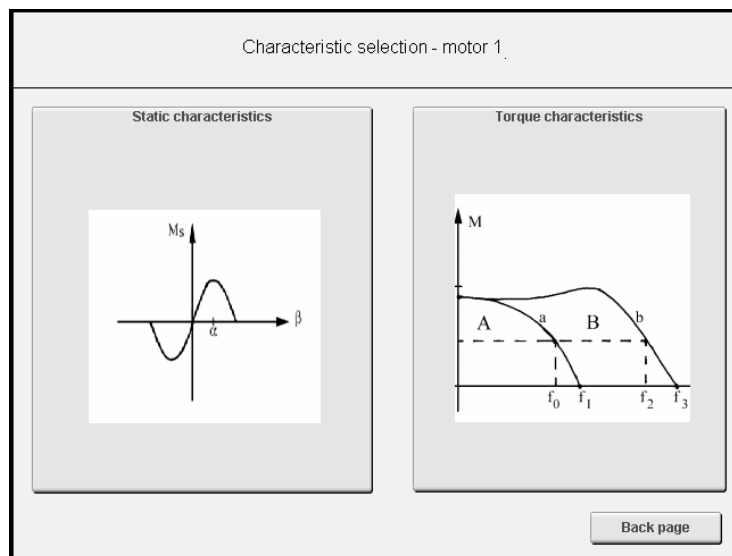 Characteristic selection - motor 1.
Static characteristics
Ms
β
α
Torque characteristics
M
a
b
A
B
f₀ f₁ f₂ f₃
Back page